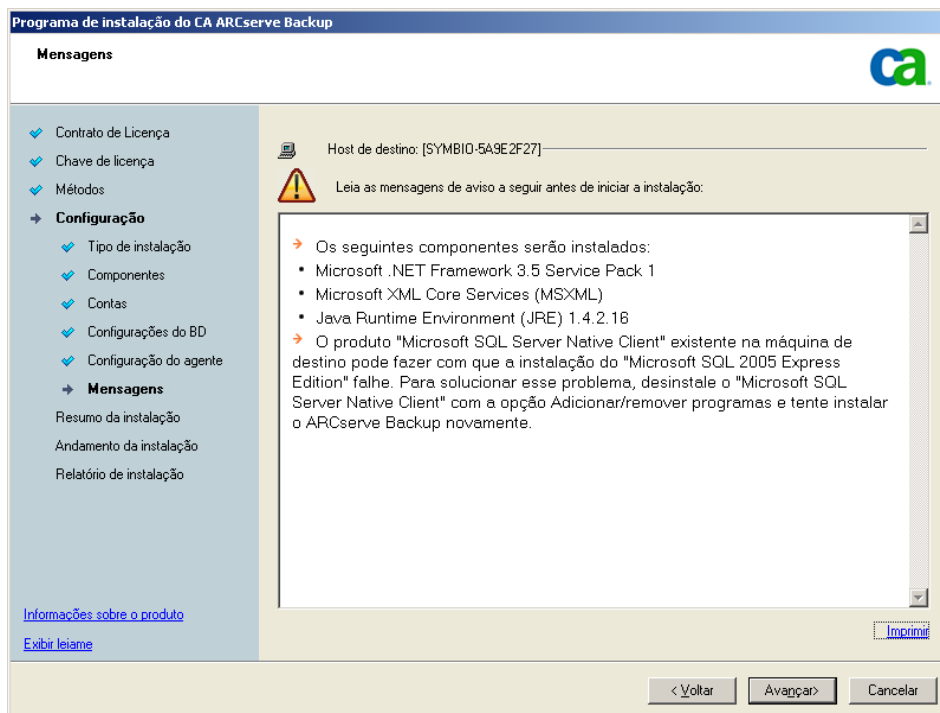 Programa de instalação do CA ARCserve Backup
Mensagens
ca
Contrato de Licença
Chave de licença
Métodos
Configuração
Tipo de instalação
Componentes
Contas
Configurações do BD
Configuração do agente
Mensagens
Resumo da instalação
Andamento da instalação
Relatório de instalação
Informações sobre o produto
Exibir leiame
Host de destino: [SYMBIO-5A9E2F27]
Leia as mensagens de aviso a seguir antes de iniciar a instalação:
Os seguintes componentes serão instalados:
• Microsoft .NET Framework 3.5 Service Pack 1
• Microsoft XML Core Services (MSXML)
• Java Runtime Environment (JRE) 1.4.2.16
O produto "Microsoft SQL Server Native Client" existente na máquina de
destino pode fazer com que a instalação do "Microsoft SQL 2005 Express
Edition" falhe. Para solucionar esse problema, desinstale o "Microsoft SQL
Server Native Client" com a opção Adicionar/remover programas e tente instalar
o ARCserve Backup novamente.
Imprimir
< Voltar
Avançar>
Cancelar